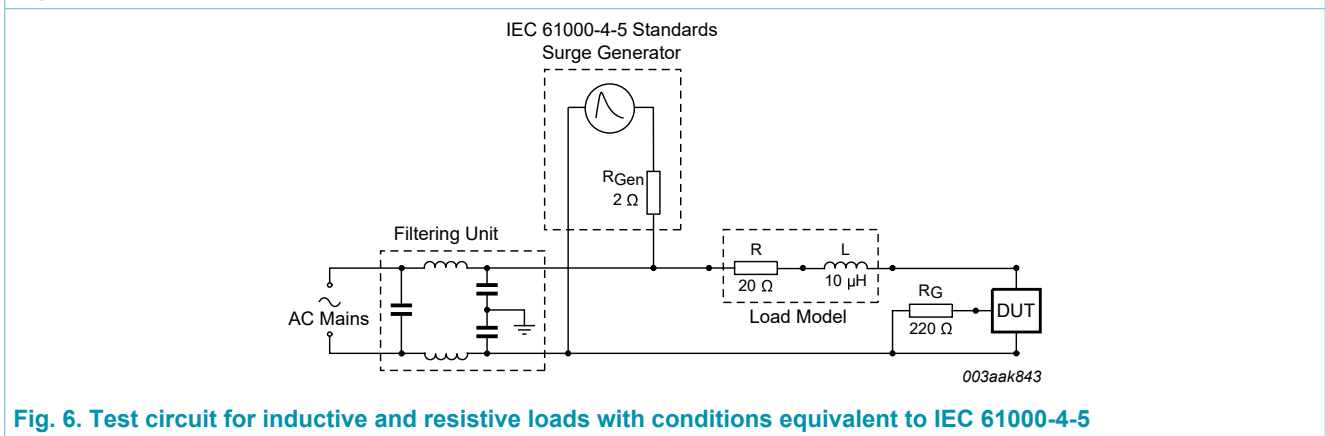 IEC 61000-4-5 Standards
Surge Generator
RGen
2 Ω
Filtering Unit
AC Mains
R
20 Ω
L
10 μH
Load Model
RG
220 Ω
DUT
003aak843
Fig. 6. Test circuit for inductive and resistive loads with conditions equivalent to IEC 61000-4-5